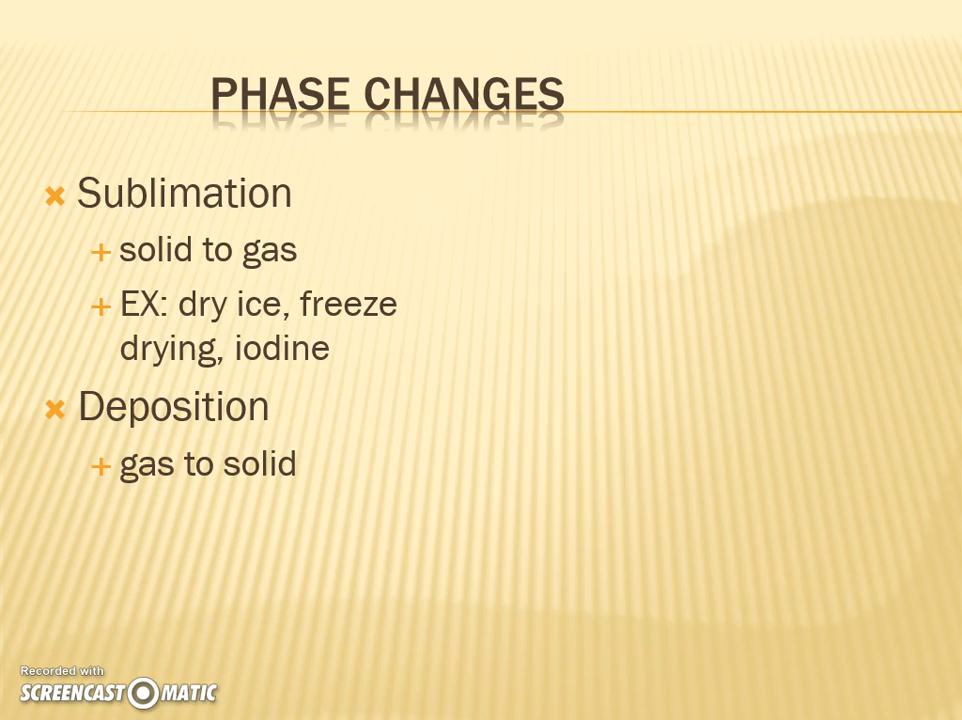 PHASE CHANGES
Sublimation
solid to gas
EX: dry ice, freeze
drying, iodine
Deposition
gas to solid
Recorded with
SCREENCAST MATIC